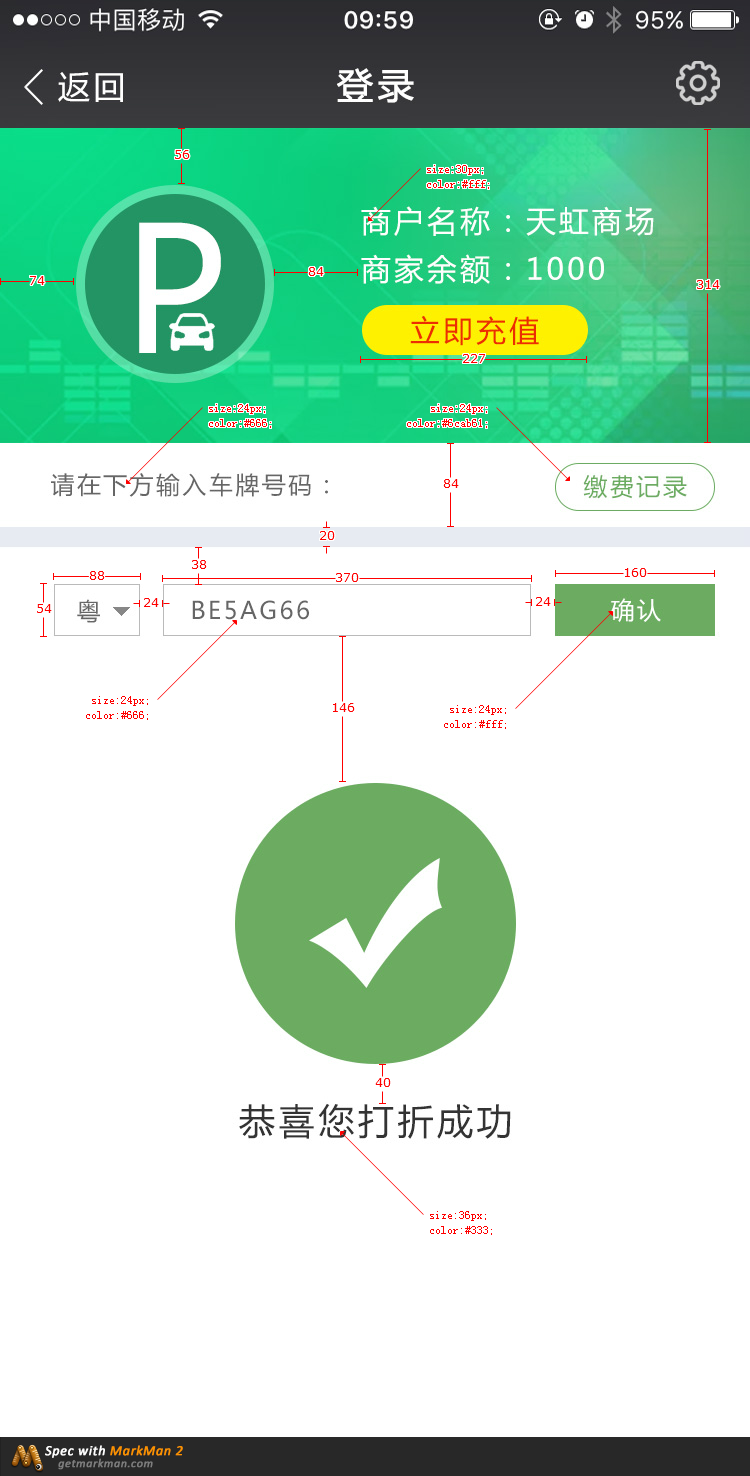 中国移动 09:59 95%
返回 登录
56
size:30px;
color:#fff;
商户名称：天虹商场
74 84 商家余额：1000 314
P
立即充值
227
size:24px;
color:#666;
size:24px;
color:#6cab61;
请在下方输入车牌号码： 84 缴费记录
20
38
88 370 160
54 粤 24 BE5AG66 24 确认
size:24px;
color:#666;
146
size:24px;
color:#fff;
40
恭喜您打折成功
size:36px;
color:#333;
Spec with MarkMan 2
getmarkman.com